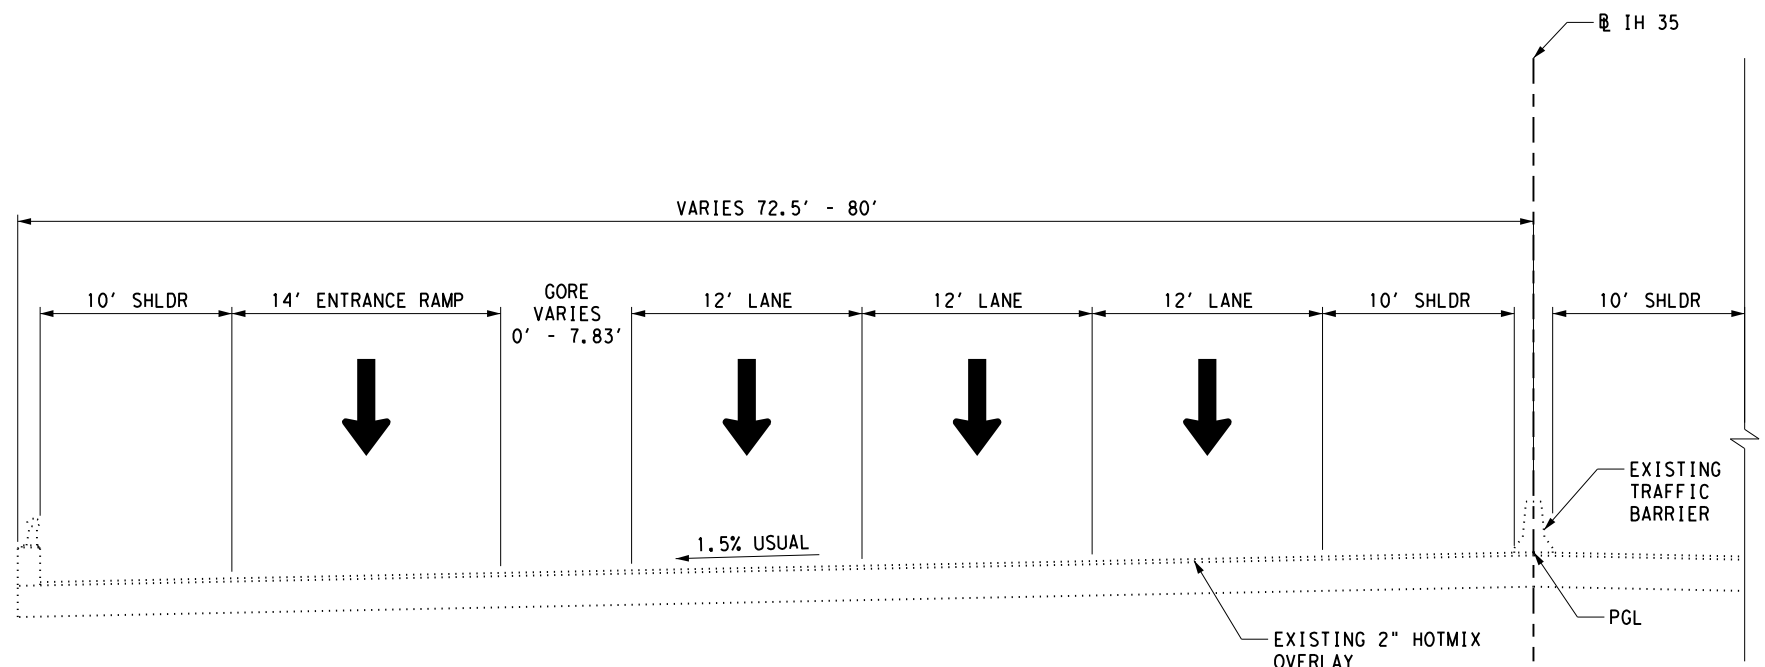 ℄ IH 35
VARIES 72.5' - 80'
10' SHLDR
14' ENTRANCE RAMP
GORE
VARIES
0' - 7.83'
12' LANE
12' LANE
12' LANE
10' SHLDR
10' SHLDR
EXISTING
TRAFFIC
BARRIER
1.5% USUAL
PGL
EXISTING 2" HOTMIX
OVERLAY